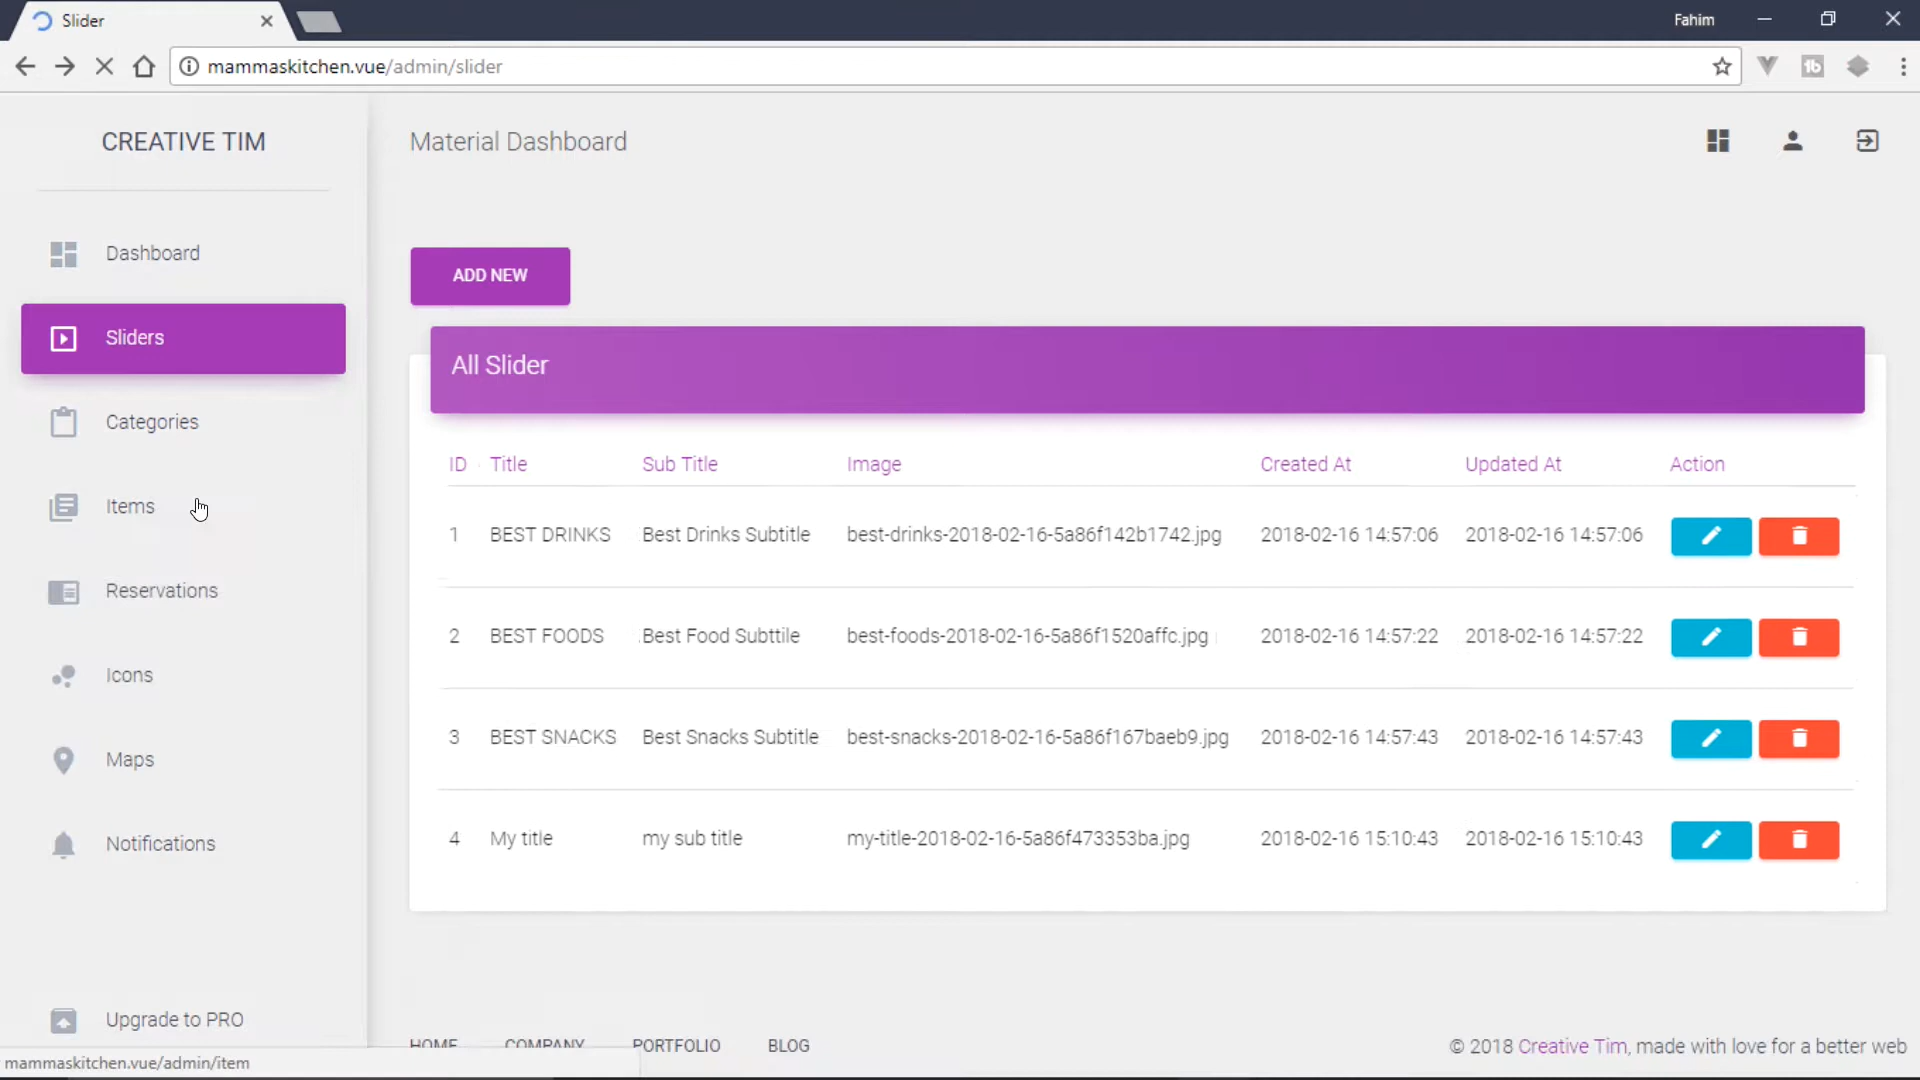 Slider
Fahim
mammaskitchen.vue/admin/slider
CREATIVE TIM
Material Dashboard
Dashboard
Sliders
Categories
Items
Reservations
Icons
Maps
Notifications
Upgrade to PRO
ADD NEW
All Slider
ID Title Sub Title Image Created At Updated At Action
1 BEST DRINKS Best Drinks Subtitle best-drinks-2018-02-16-5a86f142b1742.jpg 2018-02-16 14:57:06 2018-02-16 14:57:06
2 BEST FOODS Best Food Subttile best-foods-2018-02-16-5a86f1520affc.jpg 2018-02-16 14:57:22 2018-02-16 14:57:22
3 BEST SNACKS Best Snacks Subtitle best-snacks-2018-02-16-5a86f167baeb9.jpg 2018-02-16 14:57:43 2018-02-16 14:57:43
4 My title my sub title my-title-2018-02-16-5a86f473353ba.jpg 2018-02-16 15:10:43 2018-02-16 15:10:43
HOME COMPANY PORTFOLIO BLOG
© 2018 Creative Tim, made with love for a better web
mammaskitchen.vue/admin/item